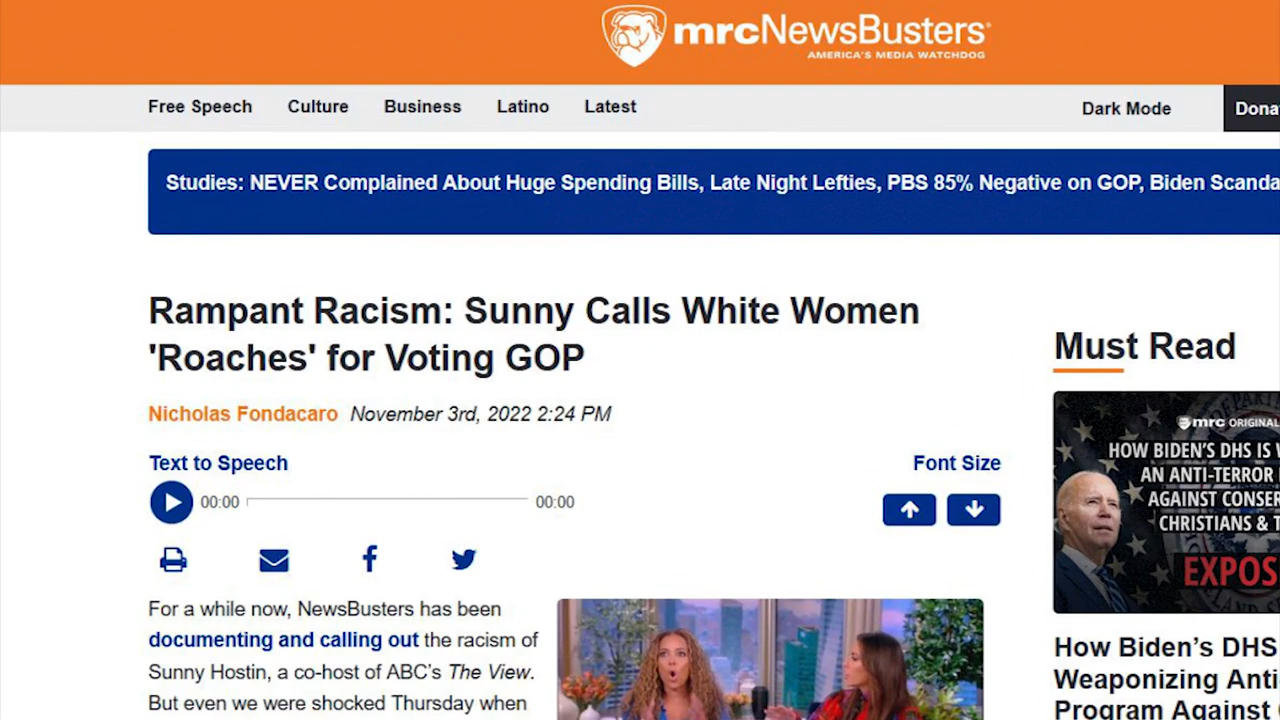 mrcNewsBusters®
AMERICA'S MEDIA WATCHDOG
Free Speech Culture Business Latino Latest Dark Mode Dona
Studies: NEVER Complained About Huge Spending Bills, Late Night Lefties, PBS 85% Negative on GOP, Biden Scanda
Rampant Racism: Sunny Calls White Women
'Roaches' for Voting GOP
Nicholas Fondacaro November 3rd, 2022 2:24 PM
Text to Speech
Font Size
00:00 00:00
For a while now, NewsBusters has been
documenting and calling out the racism of
Sunny Hostin, a co-host of ABC's The View.
But even we were shocked Thursday when
Must Read
mrc ORIGINAL
HOW BIDEN'S DHS IS
AN ANTI-TERROR
AGAINST CONSER
CHRISTIANS & T
EXPOS
How Biden's DHS
Weaponizing Anti-
Program Against